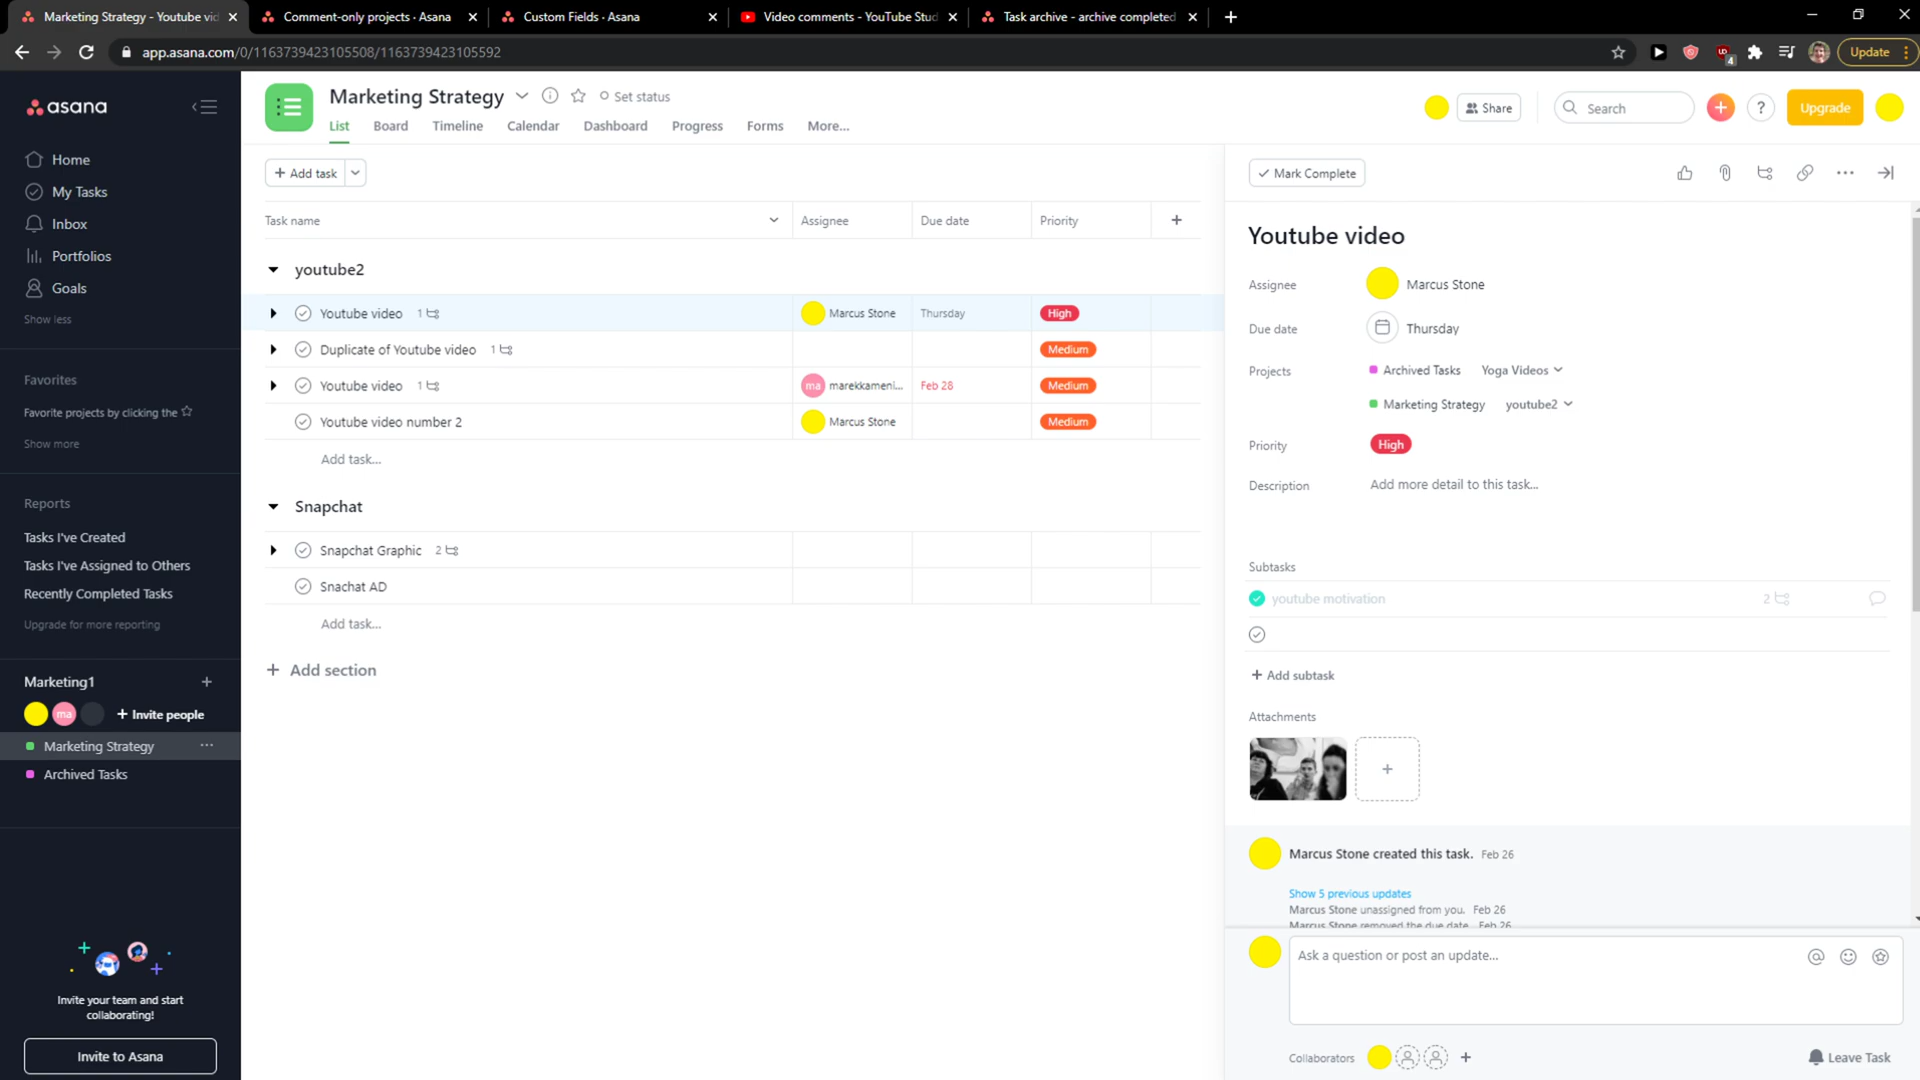 Marketing Strategy - Youtube vid
Comment-only projects · Asana
Custom Fields · Asana
Video comments - YouTube Stud
Task archive - archive completed
app.asana.com/0/1163739423105508/1163739423105592
4
Update
asana
Home
My Tasks
Inbox
Portfolios
Goals
Show less
Favorites
Favorite projects by clicking the
Show more
Reports
Tasks I've Created
Tasks I've Assigned to Others
Recently Completed Tasks
Upgrade for more reporting
Marketing1
ma
Invite people
Marketing Strategy
Archived Tasks
Invite your team and start
collaborating!
Invite to Asana
Marketing Strategy
Set status
List
Board
Timeline
Calendar
Dashboard
Progress
Forms
More...
Share
Search
?
Upgrade
+ Add task
Task name
Assignee
Due date
Priority
youtube2
Youtube video 1
Marcus Stone
Thursday
High
Duplicate of Youtube video 1
Medium
Youtube video 1
ma marekkameni...
Feb 28
Medium
Youtube video number 2
Marcus Stone
Medium
Add task...
Snapchat
Snapchat Graphic 2
Snachat AD
Add task...
+ Add section
Mark Complete
Youtube video
Assignee
Marcus Stone
Due date
Thursday
Projects
Archived Tasks
Yoga Videos
Marketing Strategy
youtube2
Priority
High
Description
Add more detail to this task...
Subtasks
youtube motivation
2
+ Add subtask
Attachments
Marcus Stone created this task. Feb 26
Show 5 previous updates
Marcus Stone unassigned from you. Feb 26
Marcus Stone removed the due date. Feb 26
Ask a question or post an update...
Collaborators
Leave Task